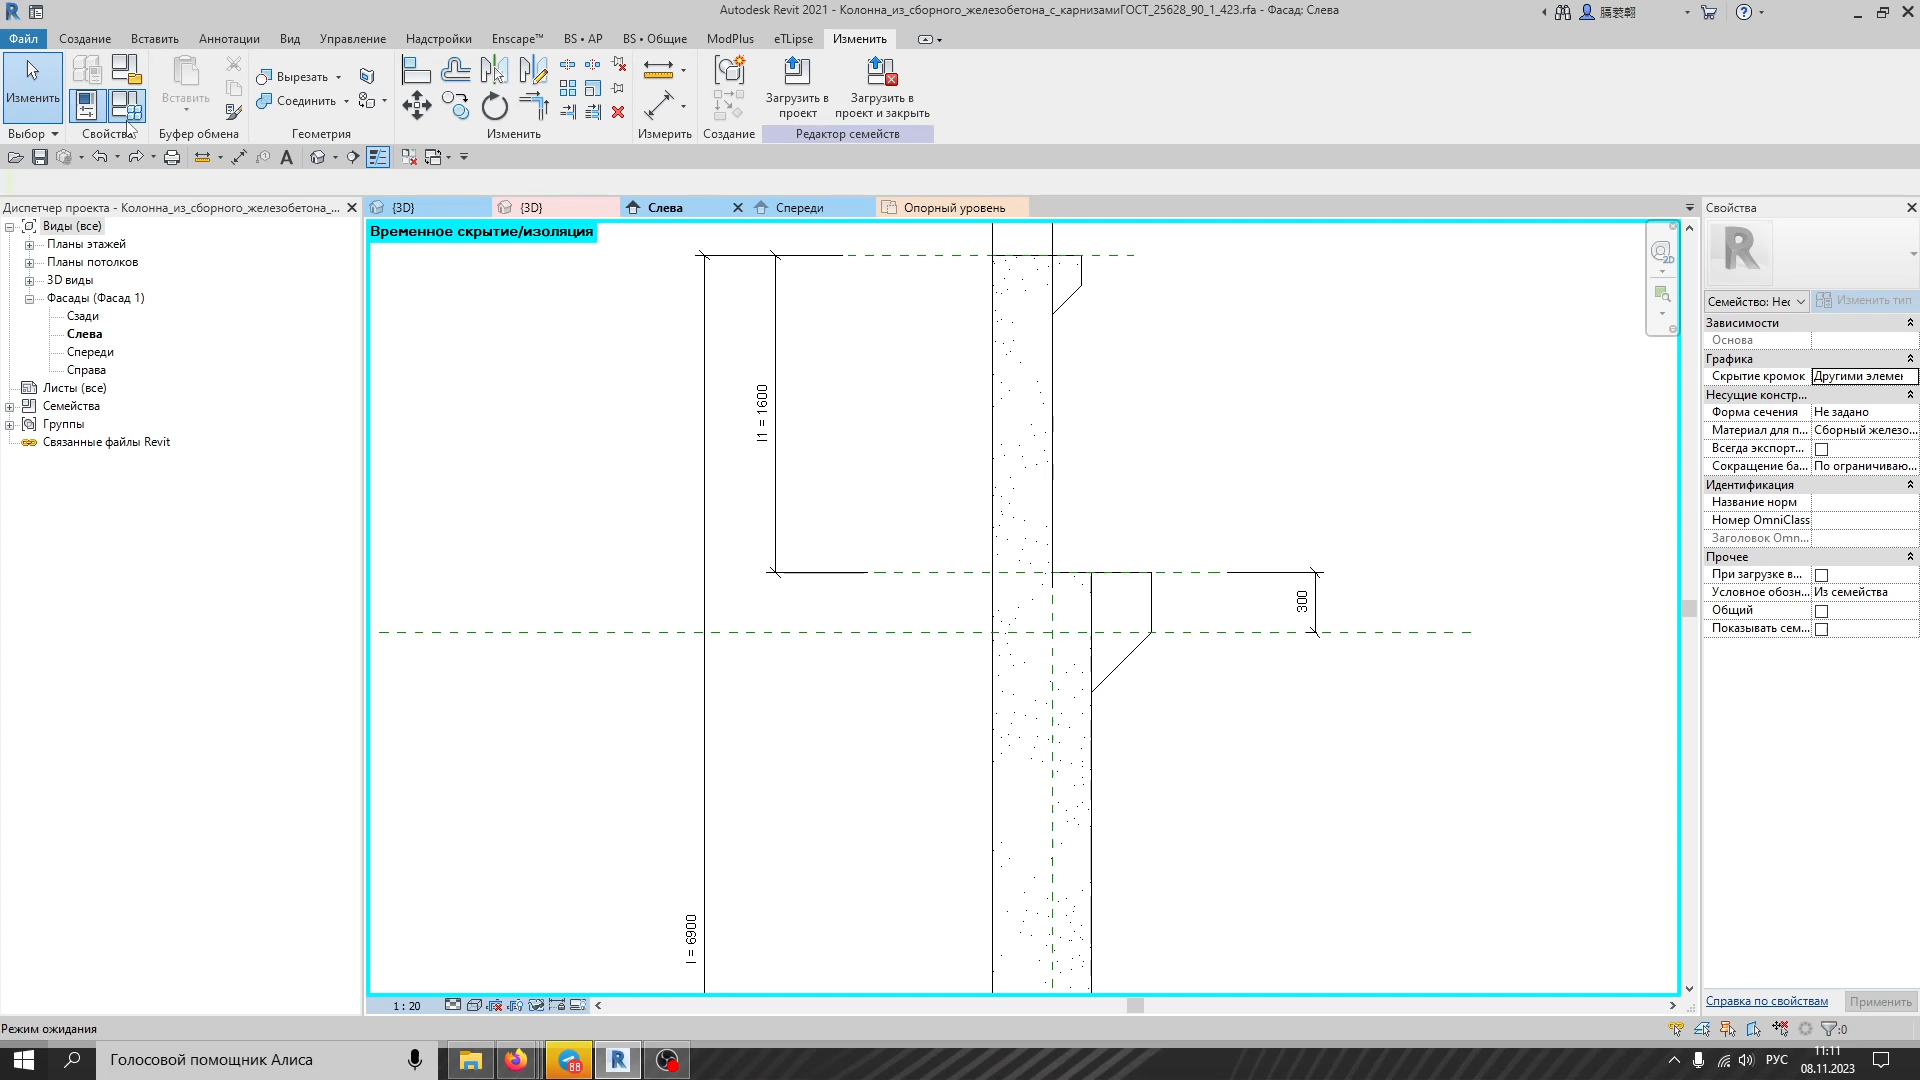 Autodesk Revit 2021 - Колонна_из_сборного_железобетона_с_карнизамиГОСТ_25628_90_1_423.rfa - Фасад: Слева
Файл Создание Вставить Аннотации Вид Управление Надстройки Enscape™ BS • АР BS • Общие ModPlus eTLipse Изменить
Изменить Вставить Вырезать Соединить Загрузить в проект Загрузить в проект и закрыть
Выбор Свойства Буфер обмена Геометрия Изменить Измерить Создание Редактор семейств
Диспетчер проекта - Колонна_из_сборного_железобетона_...
Виды (все)
Планы этажей
Планы потолков
3D виды
Фасады (Фасад 1)
Сзади
Слева
Спереди
Справа
Листы (все)
Семейства
Группы
Связанные файлы Revit
{3D} {3D} Слева Спереди Опорный уровень
Временное скрытие/изоляция
l1 = 1600
300
l = 6900
2D
1 : 20
Свойства
R
Семейство: Нес Изменить тип
Зависимости
Основа
Графика
Скрытие кромок Другими элемен
Несущие констр...
Форма сечения Не задано
Материал для п... Сборный железо...
Всегда экспорт...
Сокращение ба... По ограничиваю...
Идентификация
Название норм
Номер OmniClass
Заголовок Omn...
Прочее
При загрузке в...
Условное обозн... Из семейства
Общий
Показывать сем...
Справка по свойствам Применить
Режим ожидания
:0
Голосовой помощник Алиса
88
РУС
11:11
08.11.2023